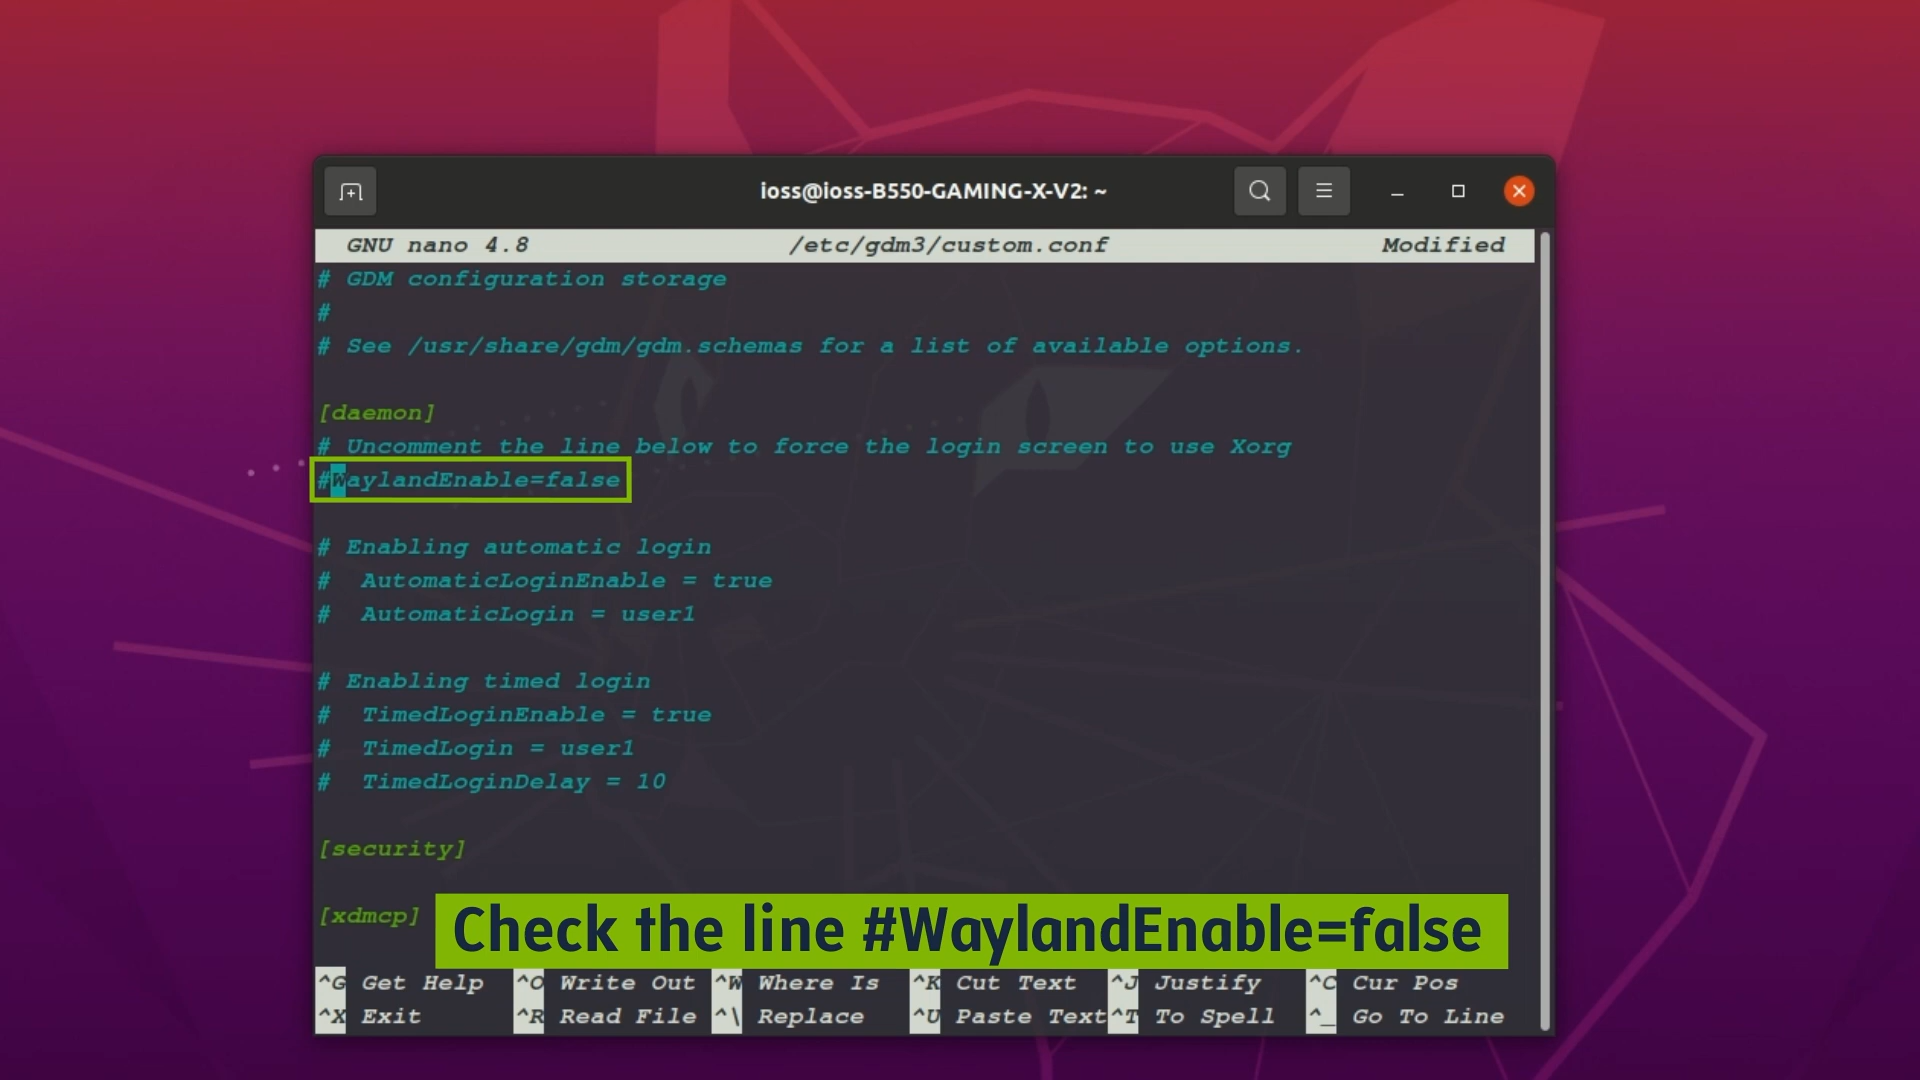 ioss@ioss-B550-GAMING-X-V2: ~
GNU nano 4.8 /etc/gdm3/custom.conf Modified
# GDM configuration storage
#
# See /usr/share/gdm/gdm.schemas for a list of available options.
[daemon]
# Uncomment the line below to force the login screen to use Xorg
#WaylandEnable=false
# Enabling automatic login
#  AutomaticLoginEnable = true
#  AutomaticLogin = user1
# Enabling timed login
#  TimedLoginEnable = true
#  TimedLogin = user1
#  TimedLoginDelay = 10
[security]
[xdmcp]
Check the line #WaylandEnable=false
^G Get Help ^O Write Out ^W Where Is ^K Cut Text ^J Justify ^C Cur Pos
^X Exit ^R Read File ^\ Replace ^U Paste Text ^T To Spell ^_ Go To Line